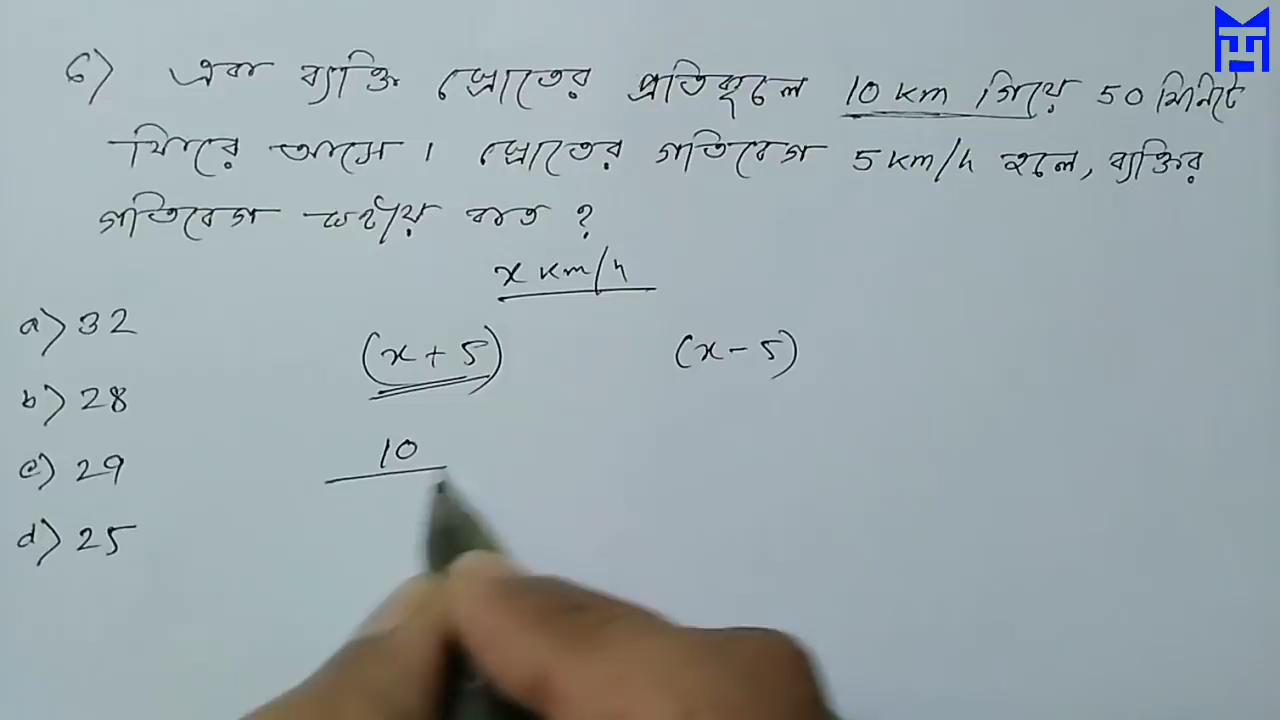 6) এক ব্যক্তি স্রোতের প্রতিকূলে 10 km গিয়ে 50 মিনিটে
ফিরে আসে। স্রোতের গতিবেগ 5 km/h হলে, ব্যক্তির
গতিবেগ ঘণ্টায় কত ?
x km/h
a) 32
(x + 5) (x - 5)
b) 28
10
c) 29
d) 25